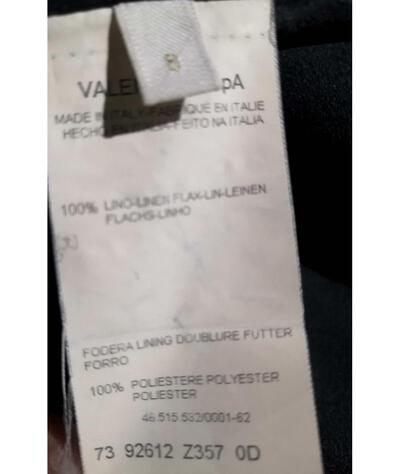 8
VALE pA
MADE IN ITALY-FABRIQUE EN ITALIE
HECHO EN ITALIA-FEITO NA ITALIA
100% LINO-LINEN FLAX-LIN-LEINEN
FLACHS-LINHO
FODERA LINING DOUBLURE FUTTER
FORRO
100% POLIESTERE POLYESTER
POLIESTER
46.515.532/0001-62
73 92612 Z357 0D